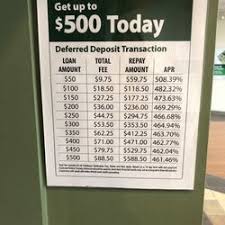 Get up to
$500 Today
Deferred Deposit Transaction
LOAN AMOUNT TOTAL FEE REPAY AMOUNT APR
$50 $9.75 $59.75 508.39%
$100 $18.50 $118.50 482.32%
$150 $27.25 $177.25 473.63%
$200 $36.25 $236.25 469.29%
$250 $44.75 $294.75 466.68%
$300 $53.50 $353.50 464.94%
$350 $62.25 $412.25 463.70%
$400 $71.00 $471.00 462.77%
$450 $79.75 $529.75 462.04%
$500 $88.50 $588.50 461.46%